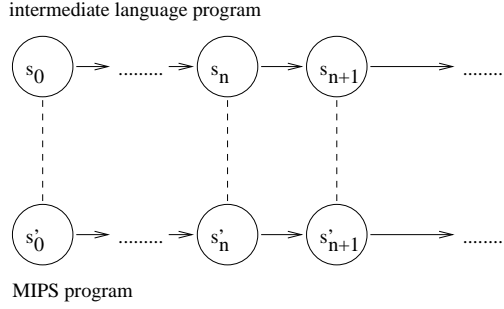 intermediate language program
s0 ......... sn sn+1 ........
s'0 ......... s'n s'n+1 ........
MIPS program